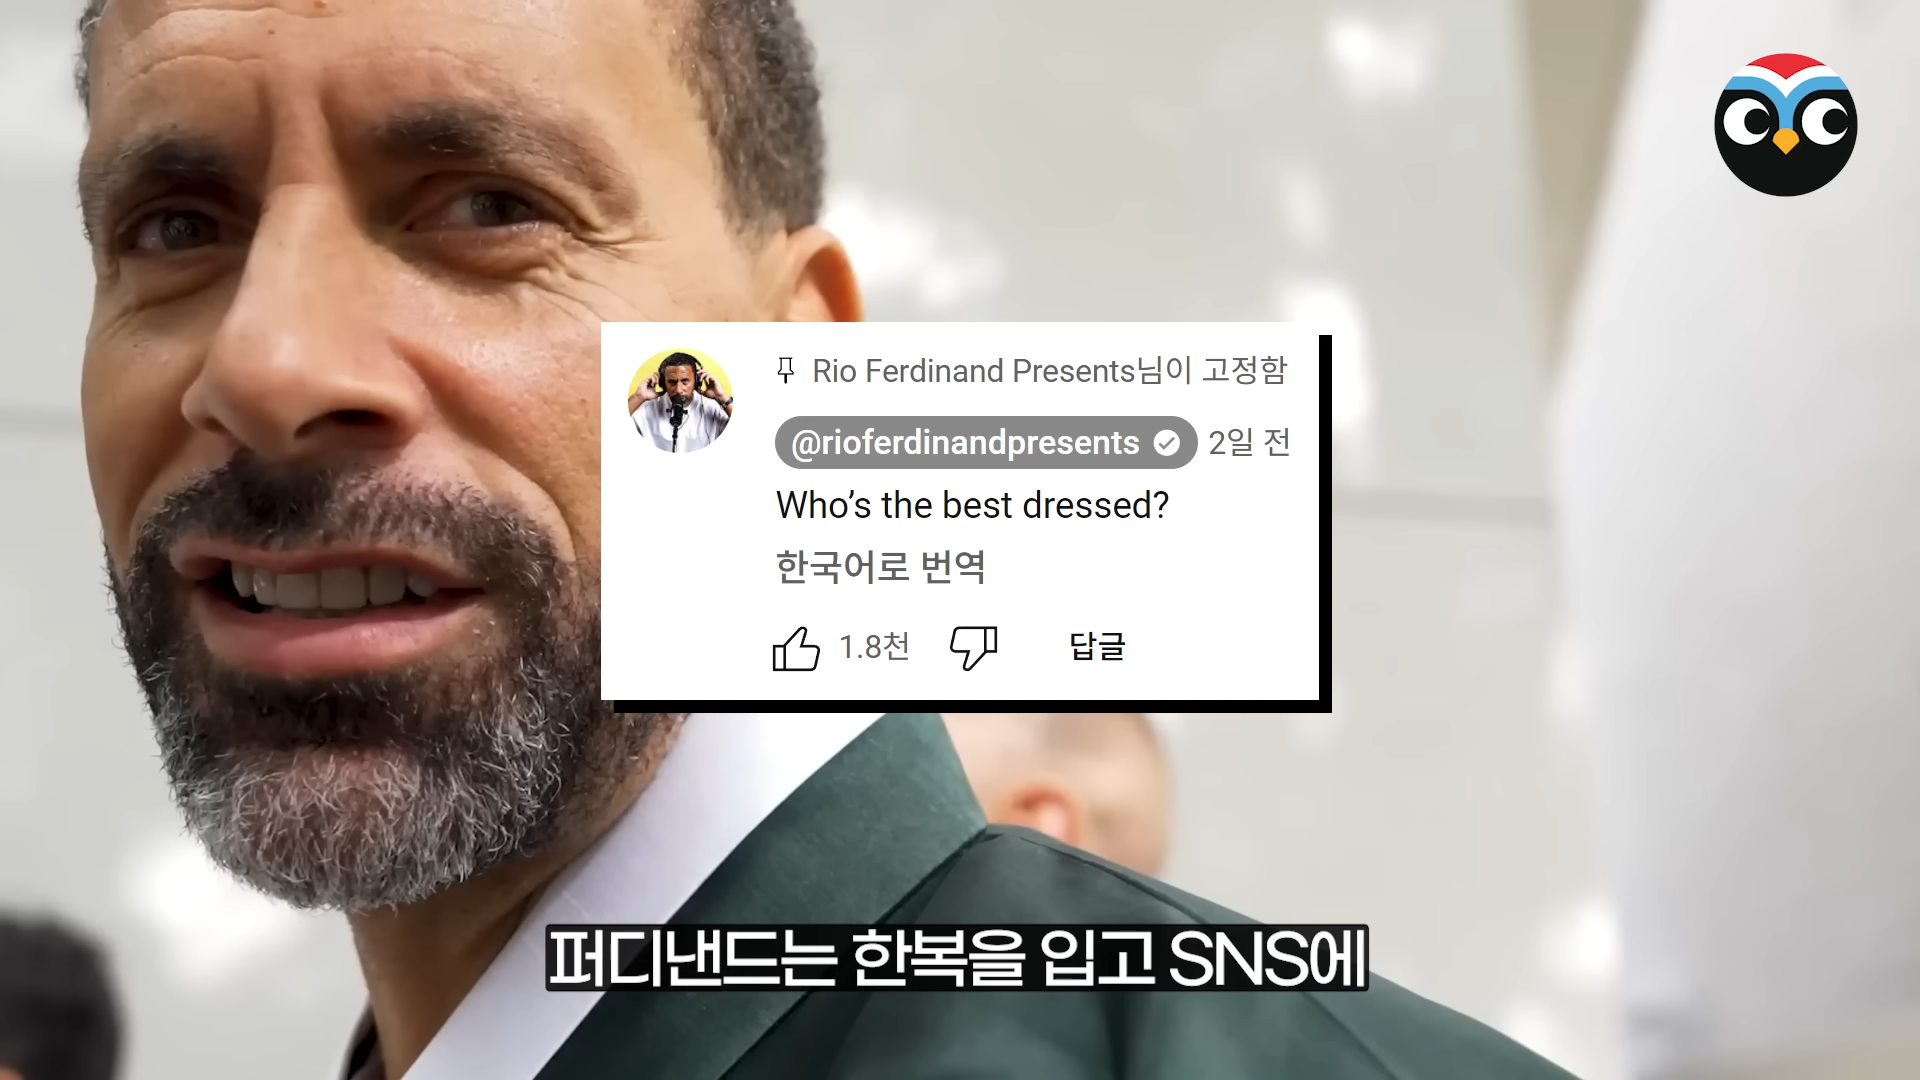 Rio Ferdinand Presents님이 고정함
@rioferdinandpresents 2일 전
Who’s the best dressed?
한국어로 번역
1.8천 답글
퍼디낸드는 한복을 입고 SNS에